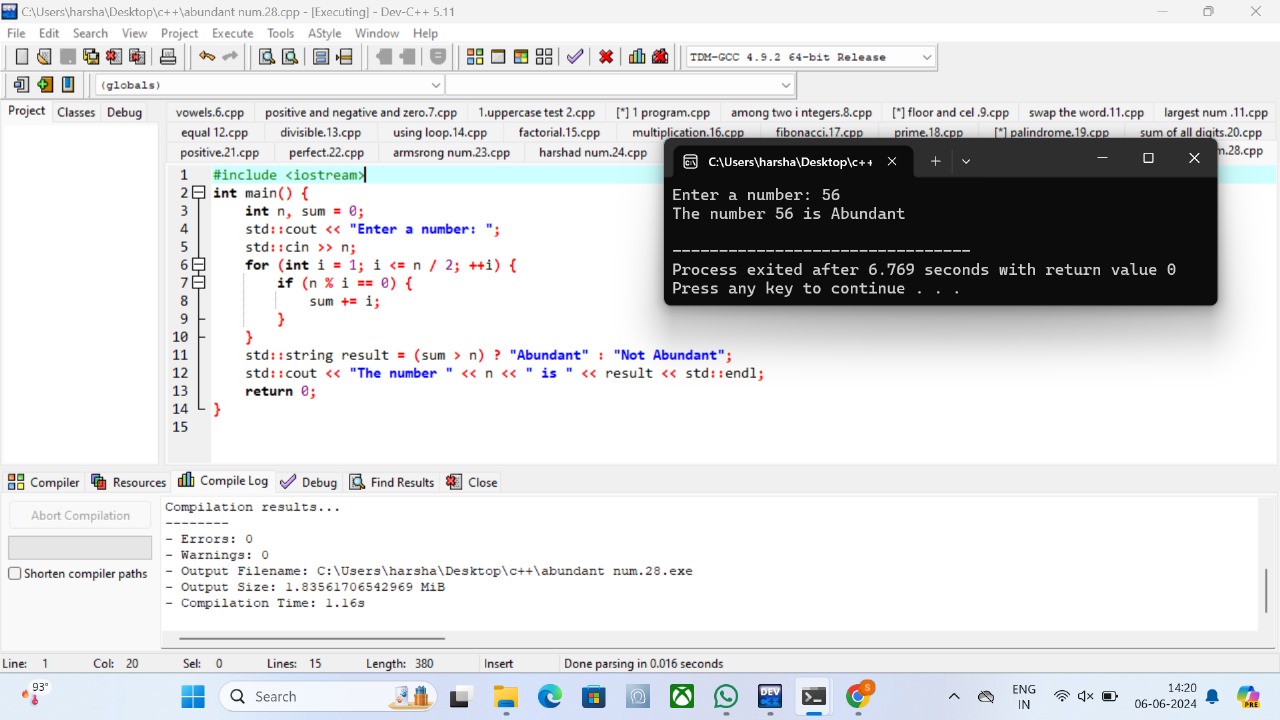 C:\Users\harsha\Desktop\c++\abundant num.28.cpp - [Executing] - Dev-C++ 5.11
File Edit Search View Project Execute Tools AStyle Window Help
TDM-GCC 4.9.2 64-bit Release
(globals)
Project Classes Debug
vowels.6.cpp positive and negative and zero.7.cpp 1.uppercase test 2.cpp [*] 1 program.cpp among two i ntegers.8.cpp [*] floor and cel .9.cpp swap the word.11.cpp largest num .11.cpp
equal 12.cpp divisible.13.cpp using loop.14.cpp factorial.15.cpp multiplication.16.cpp fibonacci.17.cpp prime.18.cpp [*] palindrome.19.cpp sum of all digits.20.cpp
positive.21.cpp perfect.22.cpp armsrong num.23.cpp harshad num.24.cpp m.28.cpp
1 #include <iostream>
2 int main() {
3 int n, sum = 0;
4 std::cout << "Enter a number: ";
5 std::cin >> n;
6 for (int i = 1; i <= n / 2; ++i) {
7 if (n % i == 0) {
8 sum += i;
9 }
10 }
11 std::string result = (sum > n) ? "Abundant" : "Not Abundant";
12 std::cout << "The number " << n << " is " << result << std::endl;
13 return 0;
14 }
15
C:\Users\harsha\Desktop\c++
Enter a number: 56
The number 56 is Abundant
--------------------------------
Process exited after 6.769 seconds with return value 0
Press any key to continue . . .
Compiler Resources Compile Log Debug Find Results Close
Abort Compilation
Shorten compiler paths
Compilation results...
--------
- Errors: 0
- Warnings: 0
- Output Filename: C:\Users\harsha\Desktop\c++\abundant num.28.exe
- Output Size: 1.83561706542969 MiB
- Compilation Time: 1.16s
Line: 1 Col: 20 Sel: 0 Lines: 15 Length: 380 Insert Done parsing in 0.016 seconds
93°
Search
DEV
S
ENG
IN
14:20
06-06-2024
PRE